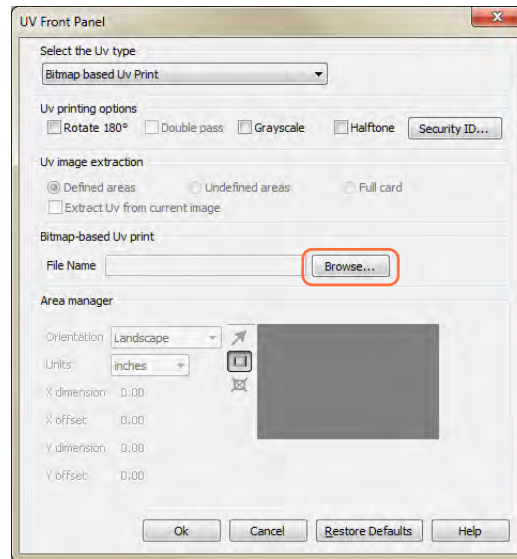 UV Front Panel
Select the Uv type
Bitmap based Uv Print
Uv printing options
Rotate 180° Double pass Grayscale Halftone Security ID...
Uv image extraction
Defined areas Undefined areas Full card
Extract Uv from current image
Bitmap-based Uv print
File Name Browse...
Area manager
Orientation Landscape
Units inches
X dimension 0.00
X offset 0.00
Y dimension 0.00
Y offset 0.00
Ok Cancel Restore Defaults Help